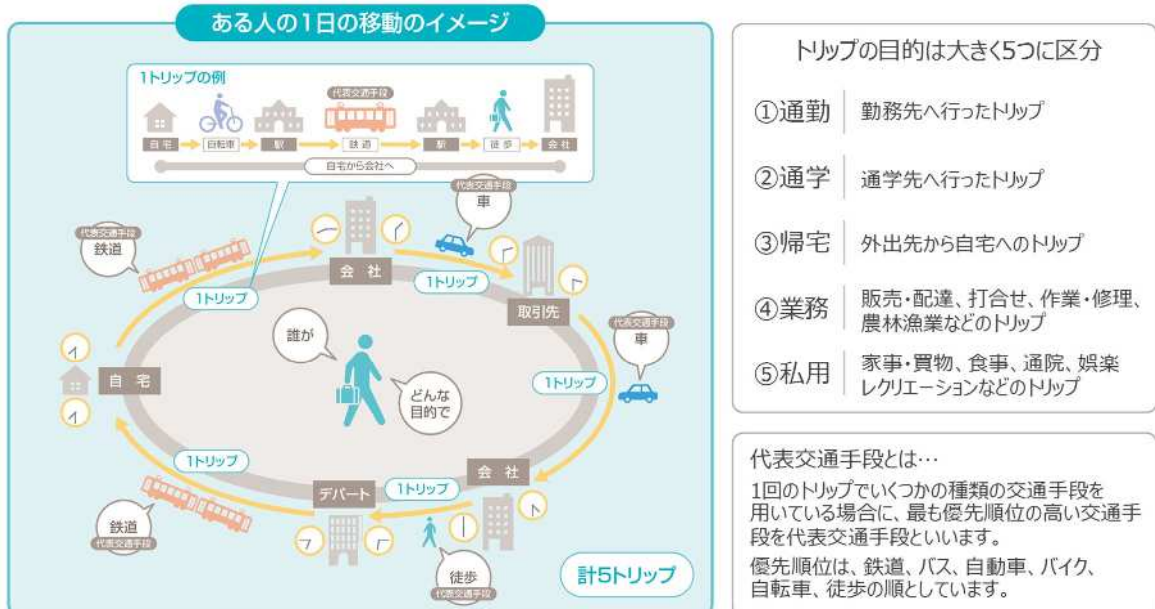 ある人の1日の移動のイメージ
1トリップの例
代表交通手段
自宅
自転車
駅
鉄道
駅
徒歩
会社
自宅から会社へ
代表交通手段
鉄道
1トリップ
会社
代表交通手段
車
1トリップ
取引先
代表交通手段
車
1トリップ
誰が
どんな
目的で
自宅
1トリップ
鉄道
代表交通手段
デパート
1トリップ
会社
徒歩
代表交通手段
計5トリップ
トリップの目的は大きく5つに区分
①通勤 勤務先へ行ったトリップ
②通学 通学先へ行ったトリップ
③帰宅 外出先から自宅へのトリップ
④業務 販売・配達、打合せ、作業・修理、
農林漁業などのトリップ
⑤私用 家事・買物、食事、通院、娯楽
レクリエーションなどのトリップ
代表交通手段とは…
1回のトリップでいくつかの種類の交通手段を
用いている場合に、最も優先順位の高い交通手
段を代表交通手段といいます。
優先順位は、鉄道、バス、自動車、バイク、
自転車、徒歩の順としています。